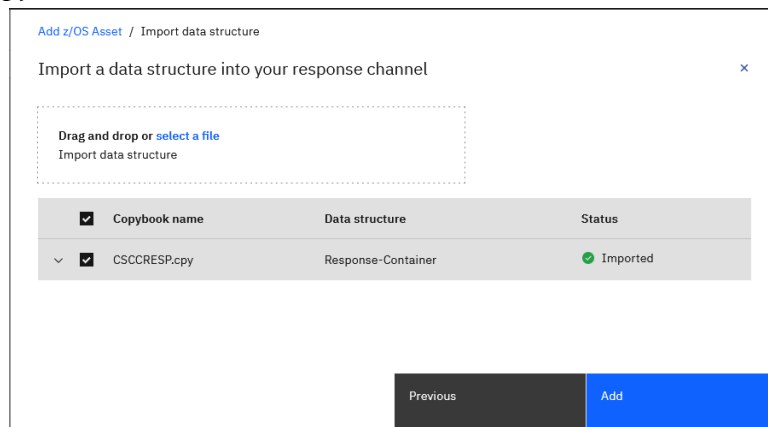 Add z/OS Asset / Import data structure
Import a data structure into your response channel
Drag and drop or select a file
Import data structure
Copybook name Data structure Status
CSCCRESP.cpy Response-Container Imported
Previous Add